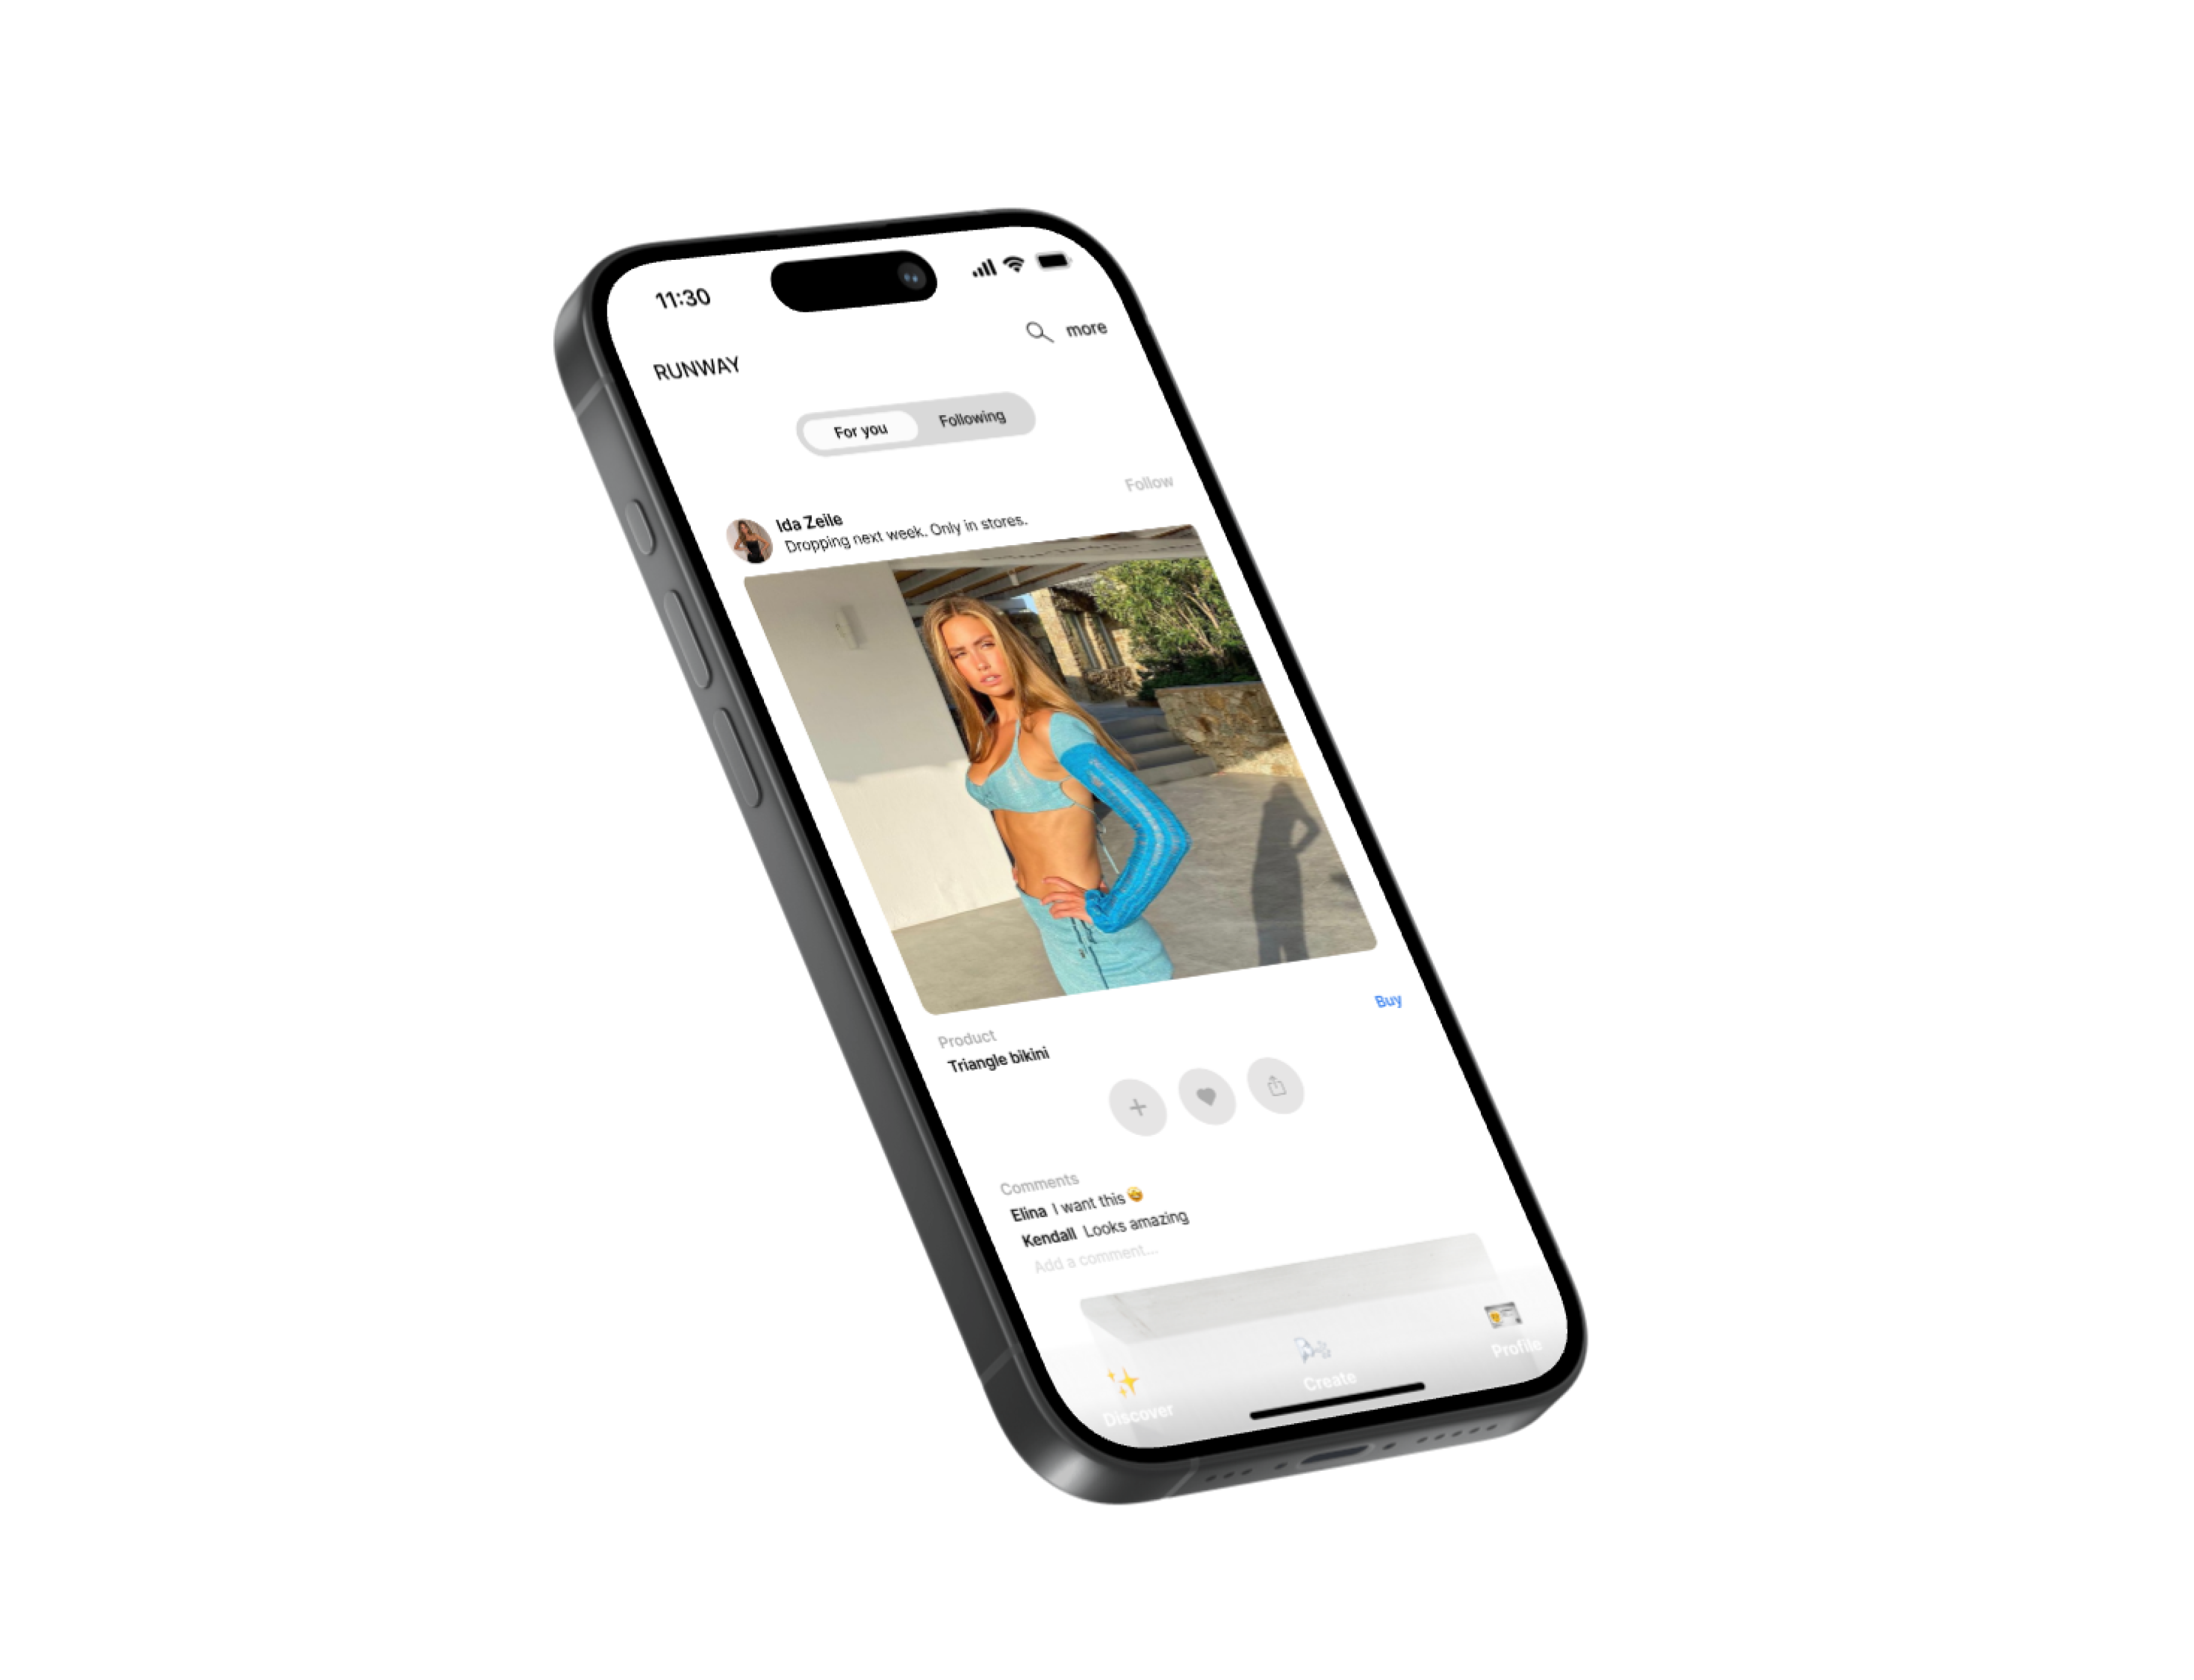 11:30
RUNWAY
more
For you
Following
Ida Zeile
Follow
Dropping next week. Only in stores.
Product
Triangle bikini
Buy
Comments
Elina I want this 🤩
Kendall Looks amazing
Add a comment...
Discover
Create
Profile